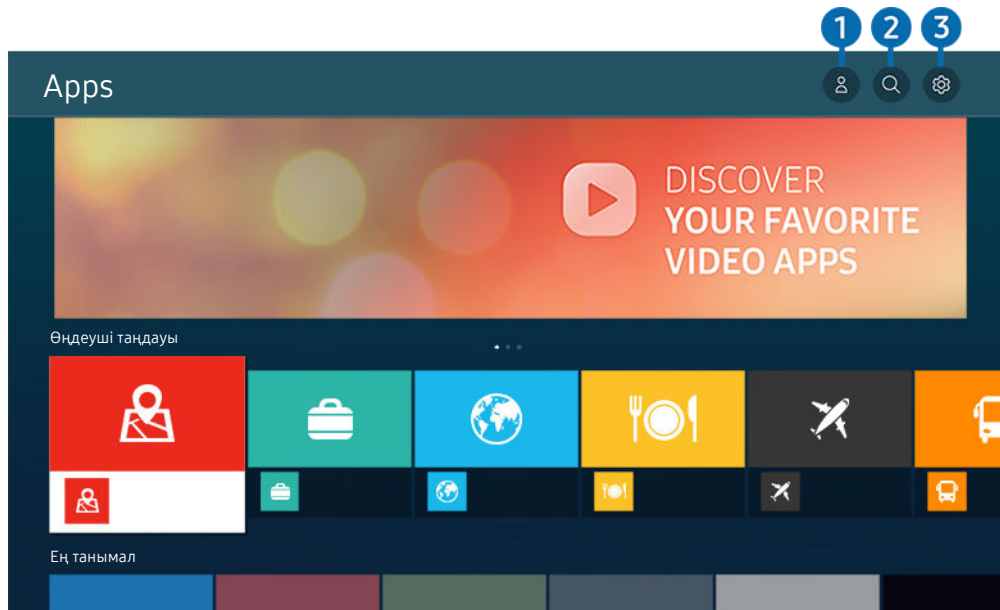 1 2 3
Apps
DISCOVER
YOUR FAVORITE
VIDEO APPS
Өңдеуші таңдауы
Ең танымал